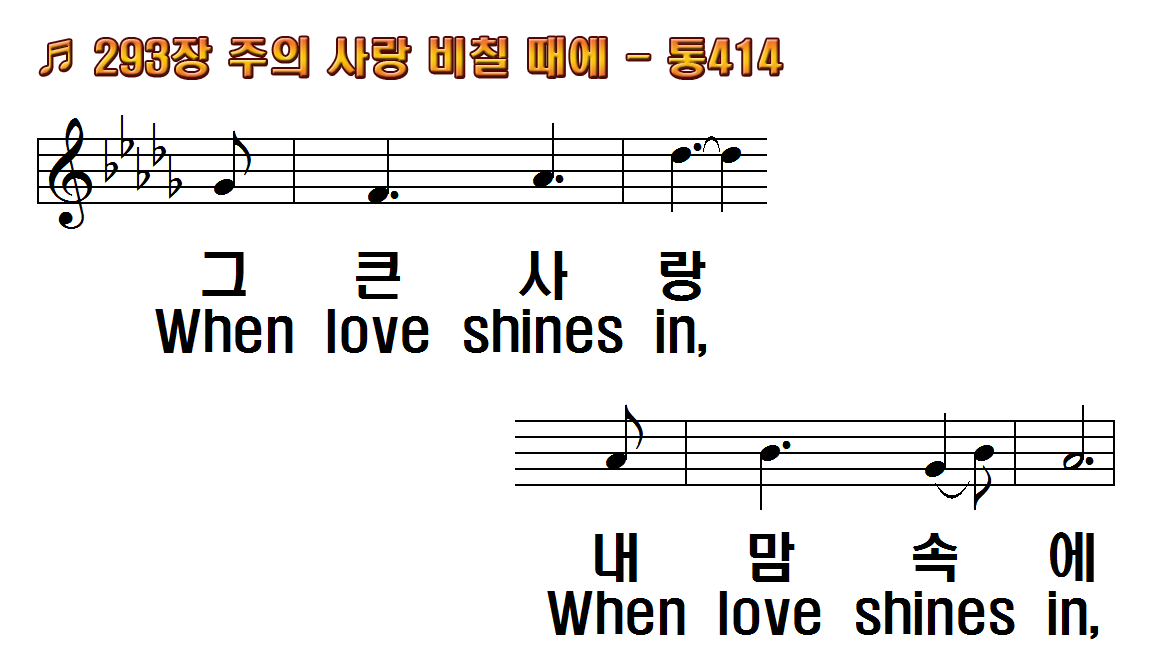 ♬ 293장 주의 사랑 비칠 때에 - 통414
그 큰 사 랑
When love shines in,
내 맘 속 에
When love shines in,